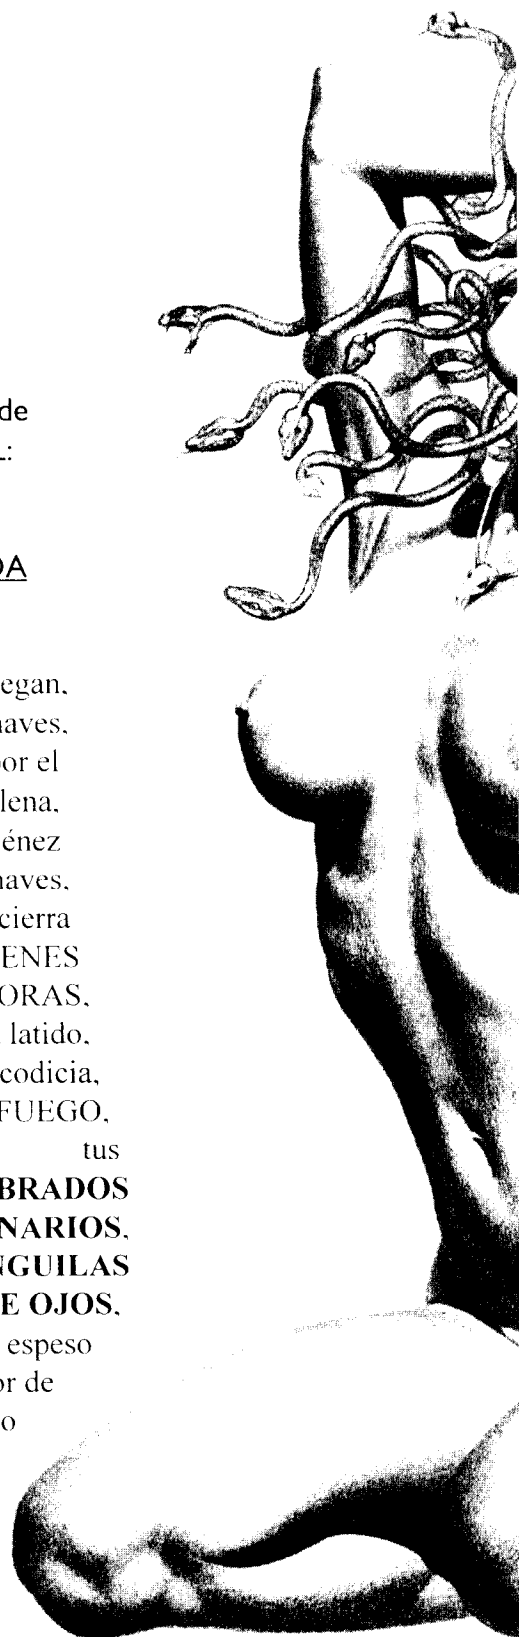 de
:
DA
egan,
naves,
por el
lena,
énez
naves,
cierra
ENES
ORAS,
latido,
codicia,
FUEGO,
tus
BRADOS
NARIOS,
NGUILAS
E OJOS,
espeso
or de
o